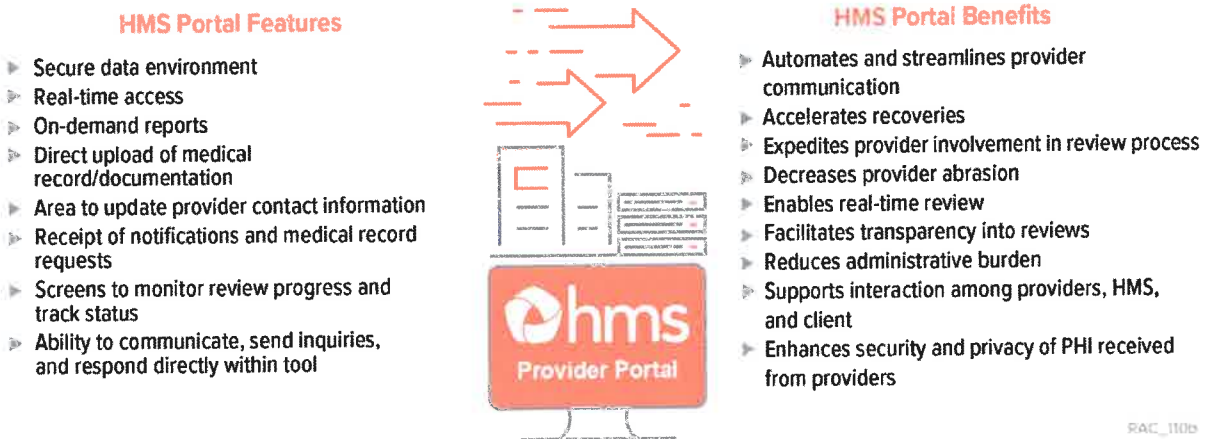 HMS Portal Features
Secure data environment
Real-time access
On-demand reports
Direct upload of medical
record/documentation
Area to update provider contact information
Receipt of notifications and medical record
requests
Screens to monitor review progress and
track status
Ability to communicate, send inquiries,
and respond directly within tool
hms
Provider Portal
HMS Portal Benefits
Automates and streamlines provider
communication
Accelerates recoveries
Expedites provider involvement in review process
Decreases provider abrasion
Enables real-time review
Facilitates transparency into reviews
Reduces administrative burden
Supports interaction among providers, HMS,
and client
Enhances security and privacy of PHI received
from providers
RAC_110b